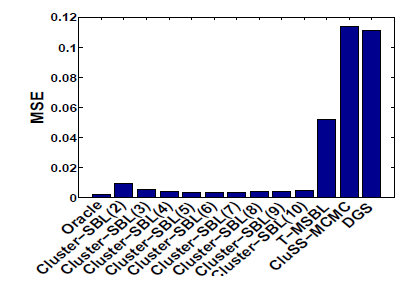 0.12
0.1
0.08
0.06
0.04
0.02
0
MSE
Oracle
Cluster-SBL(2)
Cluster-SBL(3)
Cluster-SBL(4)
Cluster-SBL(5)
Cluster-SBL(6)
Cluster-SBL(7)
Cluster-SBL(8)
Cluster-SBL(9)
Cluster-SBL(10)
T-MSBL
CluSS-MCMC
DGS